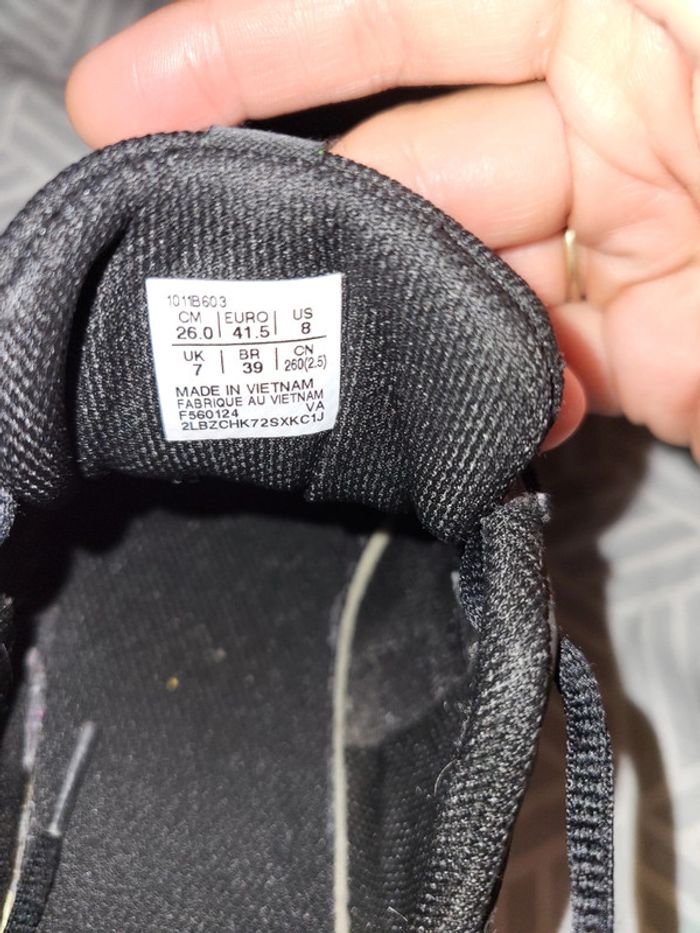 1011B603
CM | EURO | US
26.0 | 41.5 | 8
UK | BR | CN
7 | 39 | 260(2.5)
MADE IN VIETNAM
FABRIQUE AU VIETNAM
F560124 VA
2LBZCHK72SXKC1J